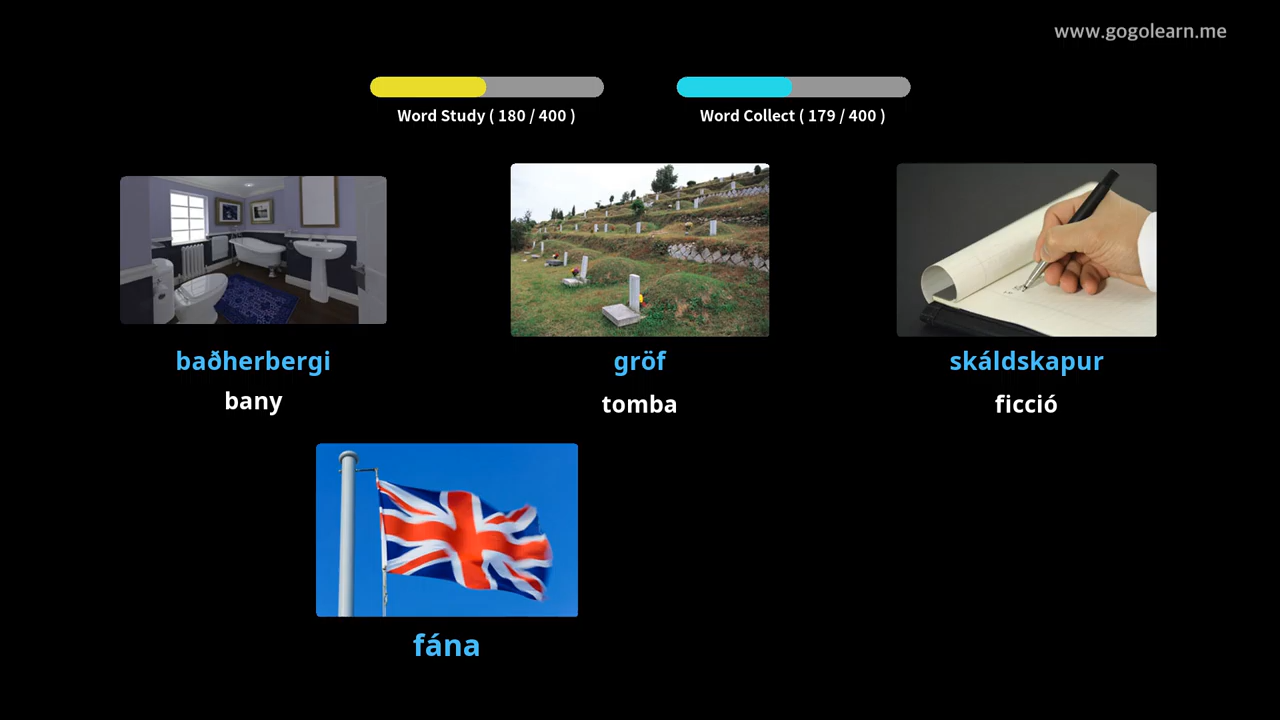 www.gogolearn.me
Word Study ( 180 / 400 )
Word Collect ( 179 / 400 )
baðherbergi
gröf
skáldskapur
bany
tomba
ficció
fána